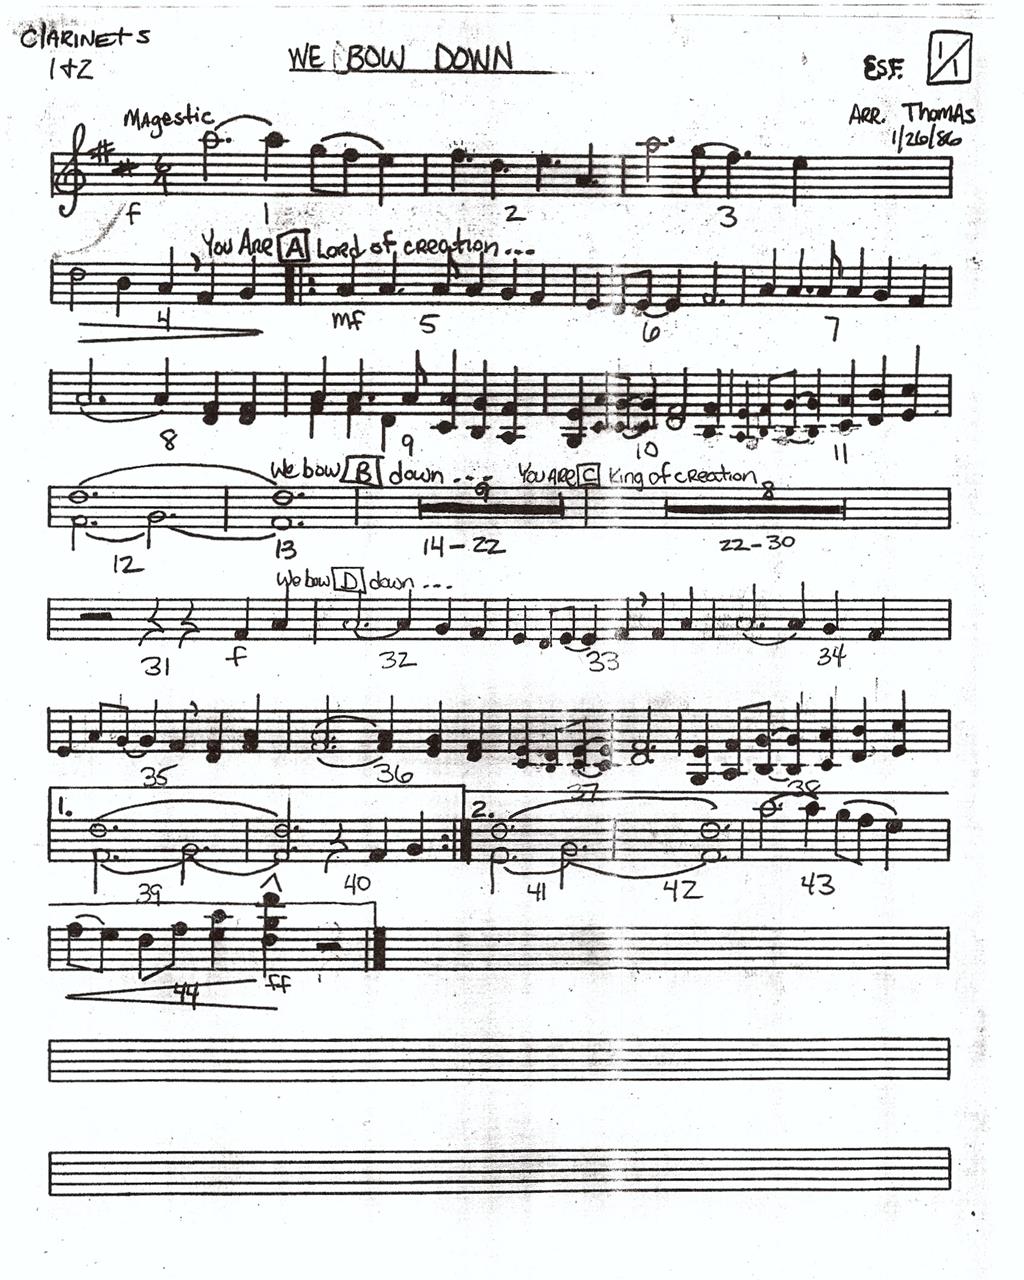 Clarinets
1+2
WE BOW DOWN
ESF. 1/1
Magestic
Arr. Thomas
1/26/86
f 1 2 3
You Are A Lord of creation ...
4 mf 5 6 7
8 9 10 11
We bow B down ... You Are C King of creation
9 8
12 13 14-22 22-30
We bow D down ...
31 f 32 33 34
35 36 37 38
1. 2.
39 40 41 42 43
44 ff